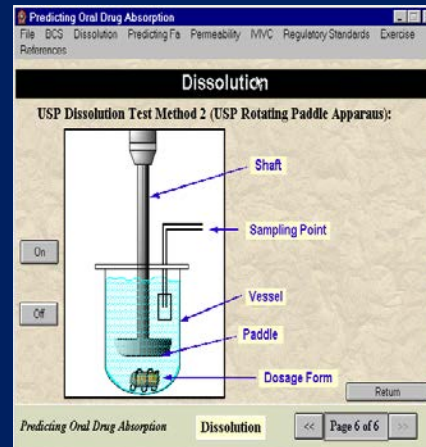 Predicting Oral Drug Absorption
File BCS Dissolution Predicting Fa Permeability IVIVC Regulatory Standards Exercise
References
Dissolution
USP Dissolution Test Method 2 (USP Rotating Paddle Apparaus):
Shaft
Sampling Point
On
Vessel
Off
Paddle
Dosage Form
Return
Predicting Oral Drug Absorption Dissolution << Page 6 of 6 >>